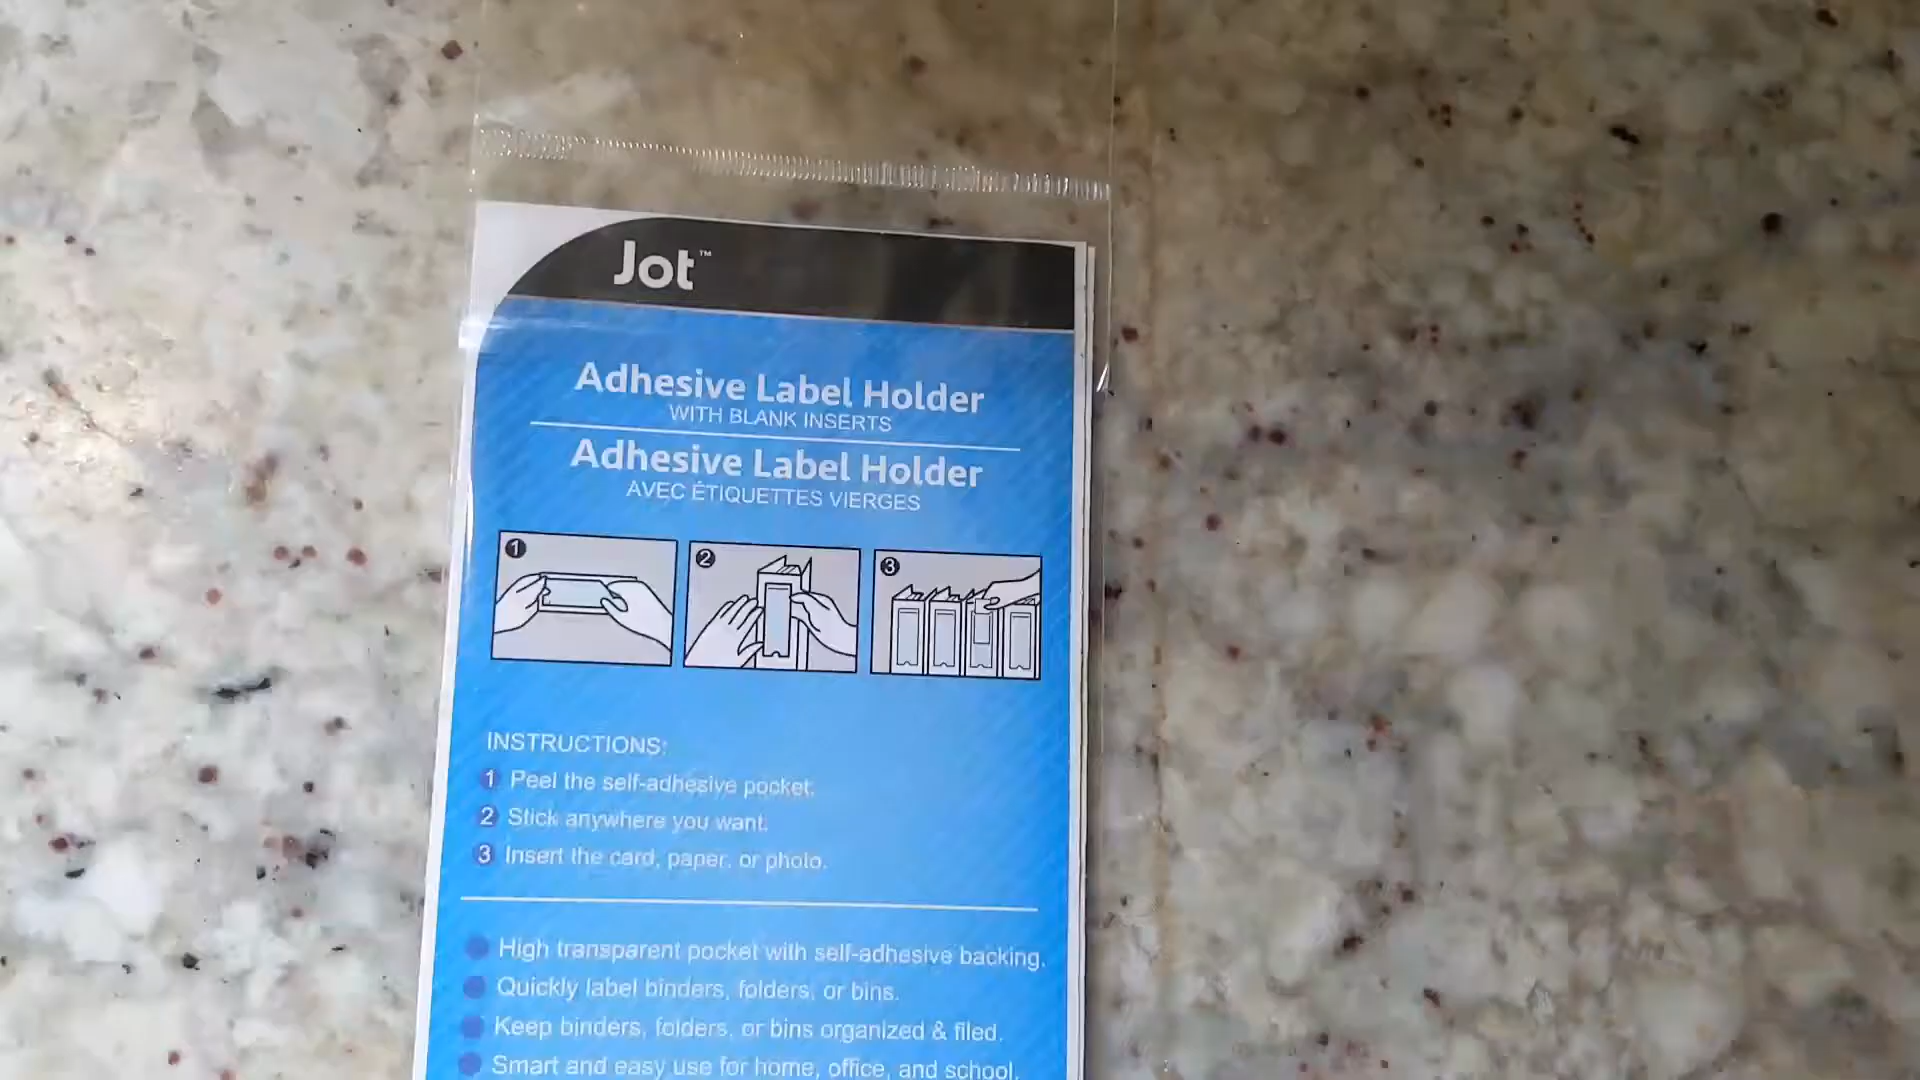 Jot™
Adhesive Label Holder
WITH BLANK INSERTS
Adhesive Label Holder
AVEC ÉTIQUETTES VIERGES
1
2
3
INSTRUCTIONS:
1 Peel the self-adhesive pocket.
2 Stick anywhere you want.
3 Insert the card, paper, or photo.
High transparent pocket with self-adhesive backing.
Quickly label binders, folders, or bins.
Keep binders, folders, or bins organized & filed.
Smart and easy use for home, office, and school.